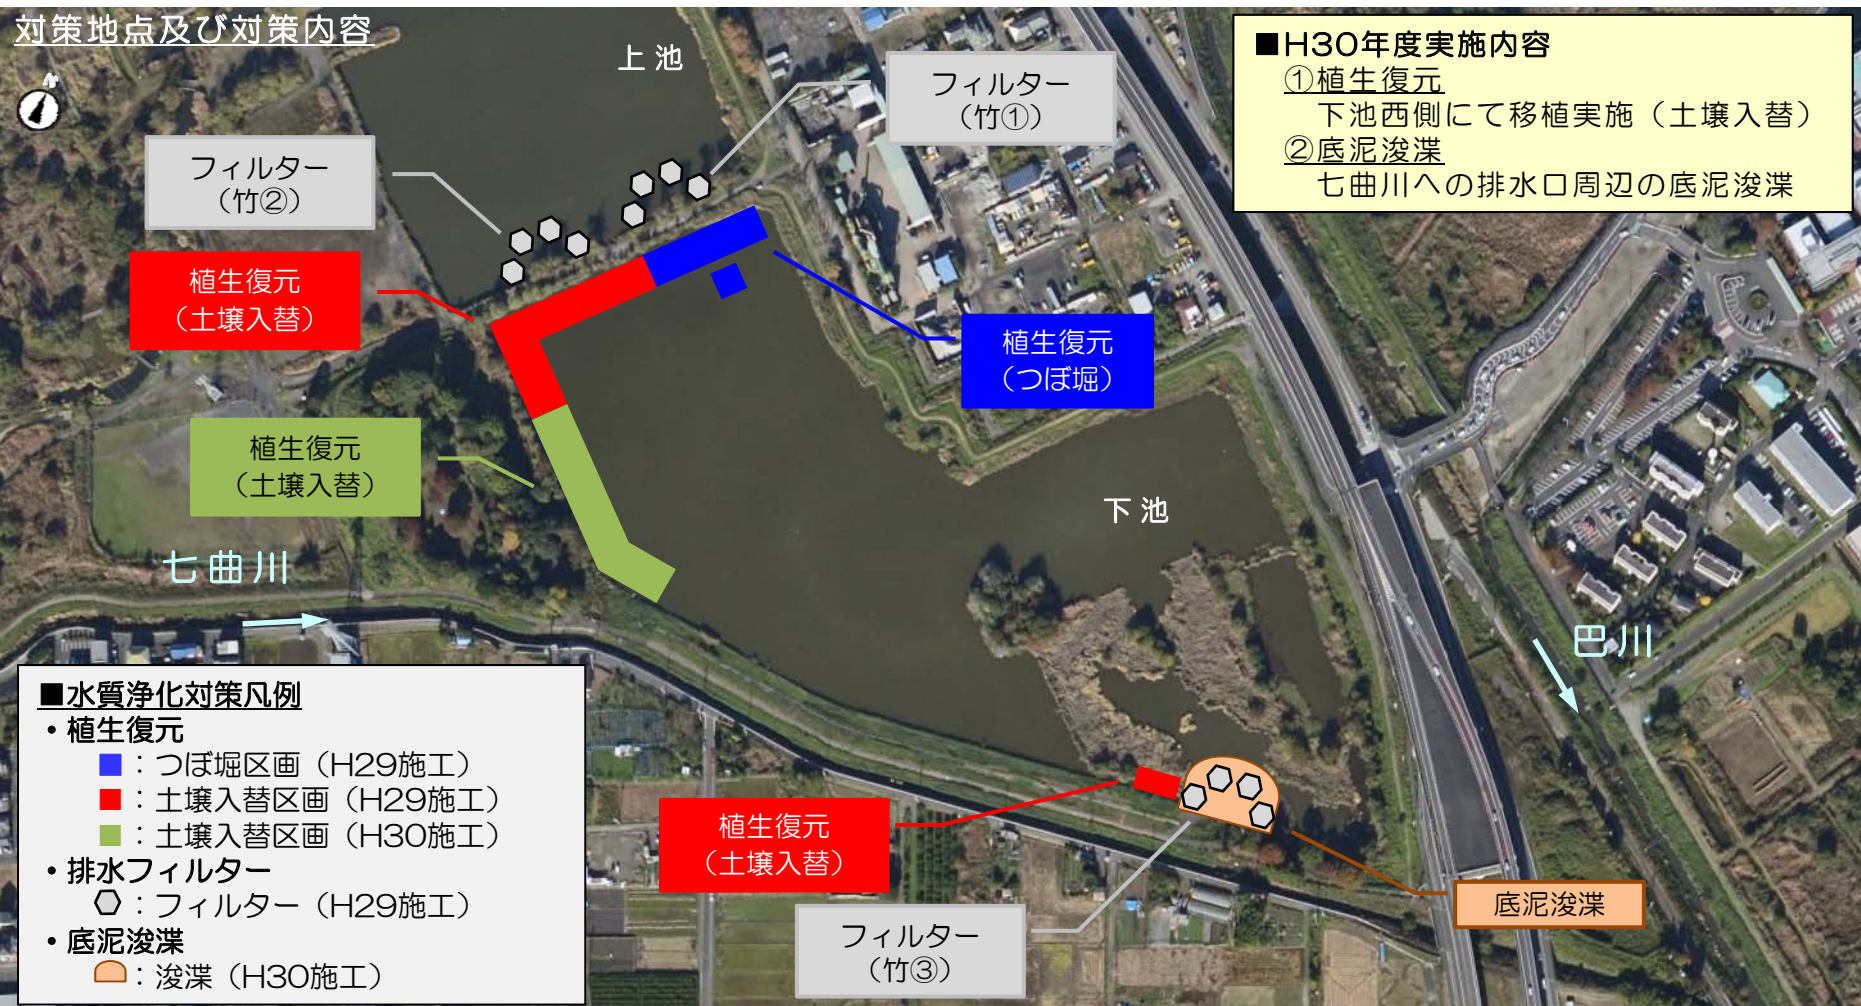 対策地点及び対策内容
上池
フィルター
（竹①）
■H30年度実施内容
①植生復元
下池西側にて移植実施（土壌入替）
②底泥浚渫
七曲川への排水口周辺の底泥浚渫
フィルター
（竹②）
植生復元
（土壌入替）
植生復元
（つぼ堀）
植生復元
（土壌入替）
下池
七曲川
巴川
■水質浄化対策凡例
・植生復元
■：つぼ堀区画（H29施工）
■：土壌入替区画（H29施工）
■：土壌入替区画（H30施工）
・排水フィルター
：フィルター（H29施工）
・底泥浚渫
：浚渫（H30施工）
植生復元
（土壌入替）
フィルター
（竹③）
底泥浚渫